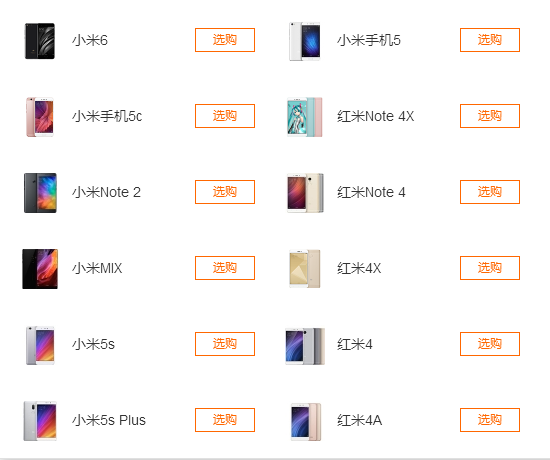 小米6 选购 小米手机5 选购
小米手机5c 选购 红米Note 4X 选购
小米Note 2 选购 红米Note 4 选购
小米MIX 选购 红米4X 选购
小米5s 选购 红米4 选购
小米5s Plus 选购 红米4A 选购